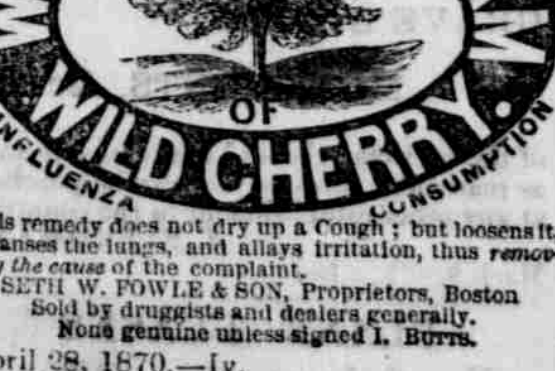 OF
WILD CHERRY.
INFLUENZA
CONSUMPTION
is remedy does not dry up a Cough ; but loosens it
anses the lungs, and allays irritation, thus remov
g the cause of the complaint.
SETH W. FOWLE & SON, Proprietors, Boston
Sold by druggists and dealers generally.
None genuine unless signed I. BUTTS.
pril 28, 1870.—1y.